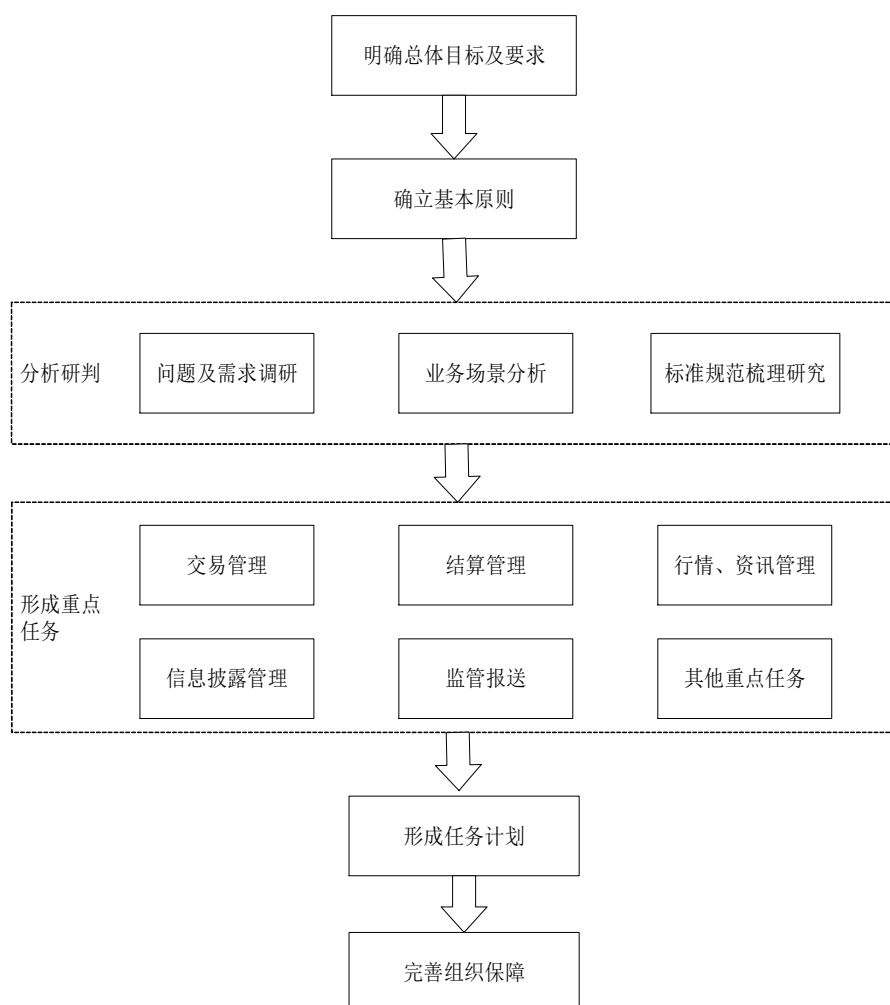 明确总体目标及要求
确立基本原则
分析研判
问题及需求调研
业务场景分析
标准规范梳理研究
形成重点
任务
交易管理
结算管理
行情、资讯管理
信息披露管理
监管报送
其他重点任务
形成任务计划
完善组织保障